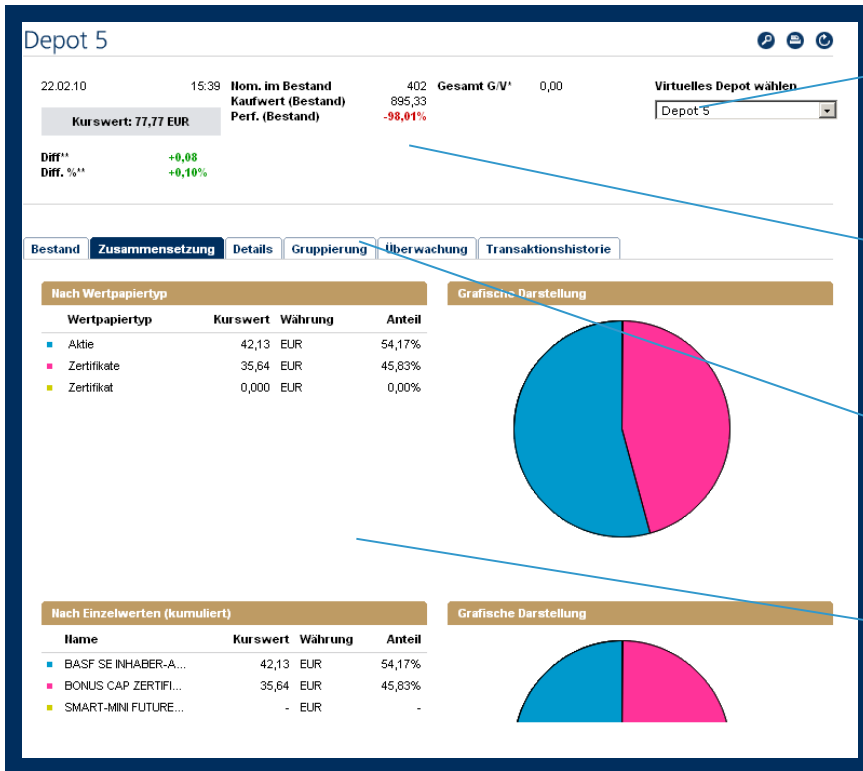 Depot 5
22.02.10 15:39 Nom. im Bestand 402 Gesamt G/V* 0,00 Virtuelles Depot wählen
Kaufwert (Bestand) 895,33
Kurswert: 77,77 EUR Perf. (Bestand) -98,01% Depot 5
Diff** +0,08
Diff. %** +0,10%
Bestand Zusammensetzung Details Gruppierung Überwachung Transaktionshistorie
Nach Wertpapiertyp Grafische Darstellung
Wertpapiertyp Kurswert Währung Anteil
Aktie 42,13 EUR 54,17%
Zertifikate 35,64 EUR 45,83%
Zertifikat 0,000 EUR 0,00%
Nach Einzelwerten (kumuliert) Grafische Darstellung
Name Kurswert Währung Anteil
BASF SE INHABER-A... 42,13 EUR 54,17%
BONUS CAP ZERTIFI... 35,64 EUR 45,83%
SMART-MINI FUTURE... - EUR -